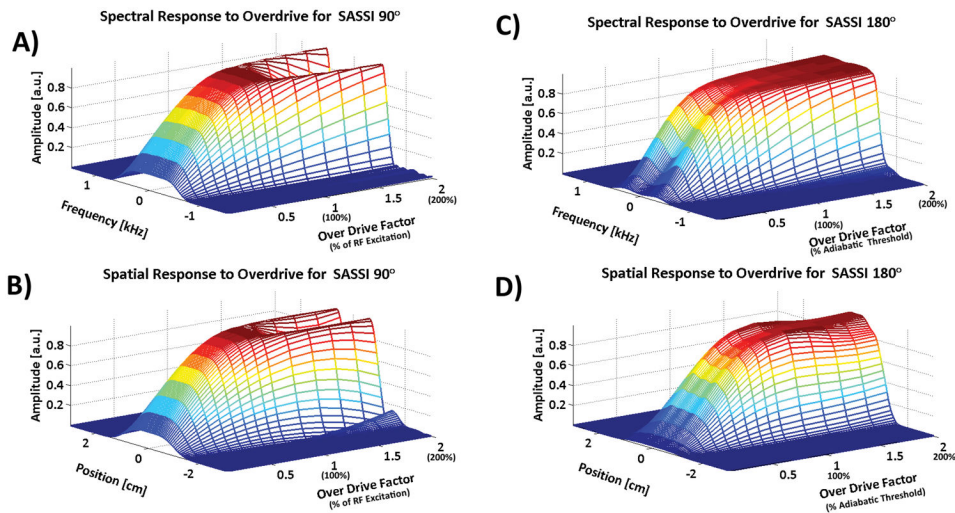 Spectral Response to Overdrive for SASSI 90°
A)
Amplitude [a.u.]
0.8
0.6
0.4
0.2
1
0
-1
Frequency [kHz]
0.5
1
(100%)
1.5
2
(200%)
Over Drive Factor
(% of RF Excitation)
Spectral Response to Overdrive for SASSI 180°
C)
Amplitude [a.u.]
0.8
0.6
0.4
0.2
1
0
-1
Frequency [kHz]
0.5
1
(100%)
1.5
2
(200%)
Over Drive Factor
(% Adiabatic Threshold)
Spatial Response to Overdrive for SASSI 90°
B)
Amplitude [a.u.]
0.8
0.6
0.4
0.2
2
0
-2
Position [cm]
0.5
1
(100%)
1.5
2
(200%)
Over Drive Factor
(% of RF Excitation)
Spatial Response to Overdrive for SASSI 180°
D)
Amplitude [a.u.]
0.8
0.6
0.4
0.2
2
0
-2
Position [cm]
0.5
1
100%
1.5
2
(200%)
Over Drive Factor
(% Adiabatic Threshold)